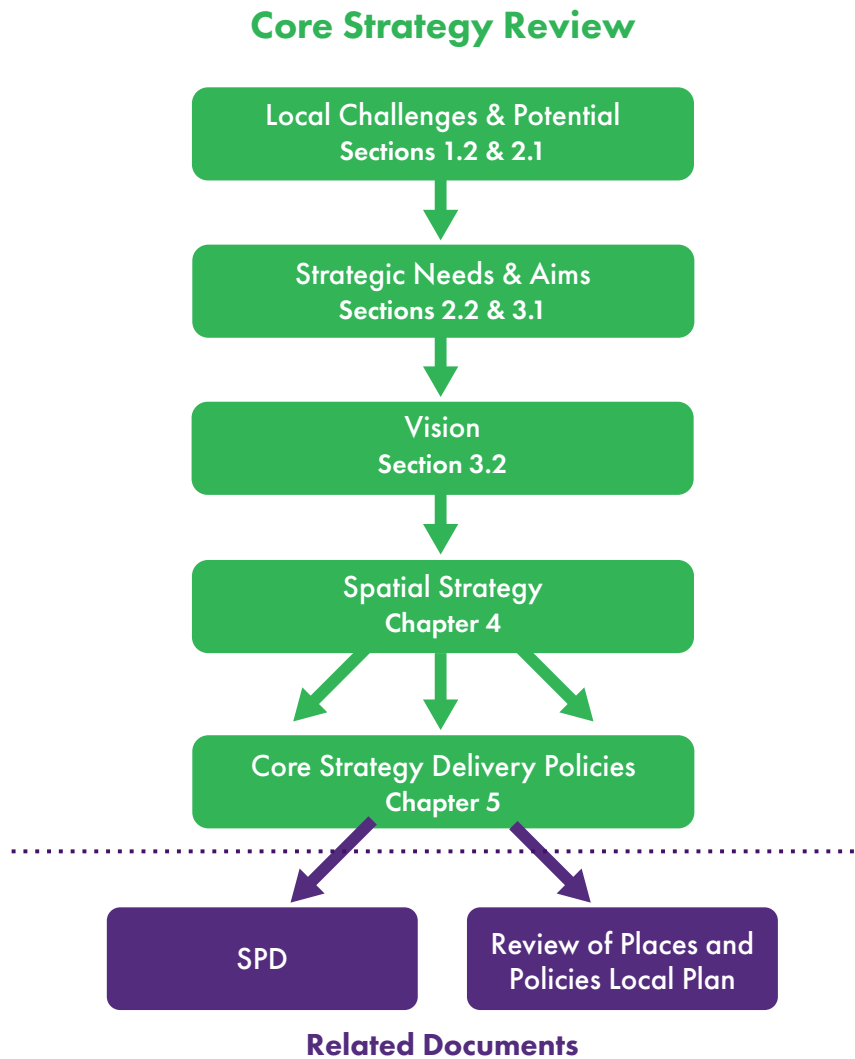 Core Strategy Review
Local Challenges & Potential
Sections 1.2 & 2.1
Strategic Needs & Aims
Sections 2.2 & 3.1
Vision
Section 3.2
Spatial Strategy
Chapter 4
Core Strategy Delivery Policies
Chapter 5
SPD
Review of Places and
Policies Local Plan
Related Documents